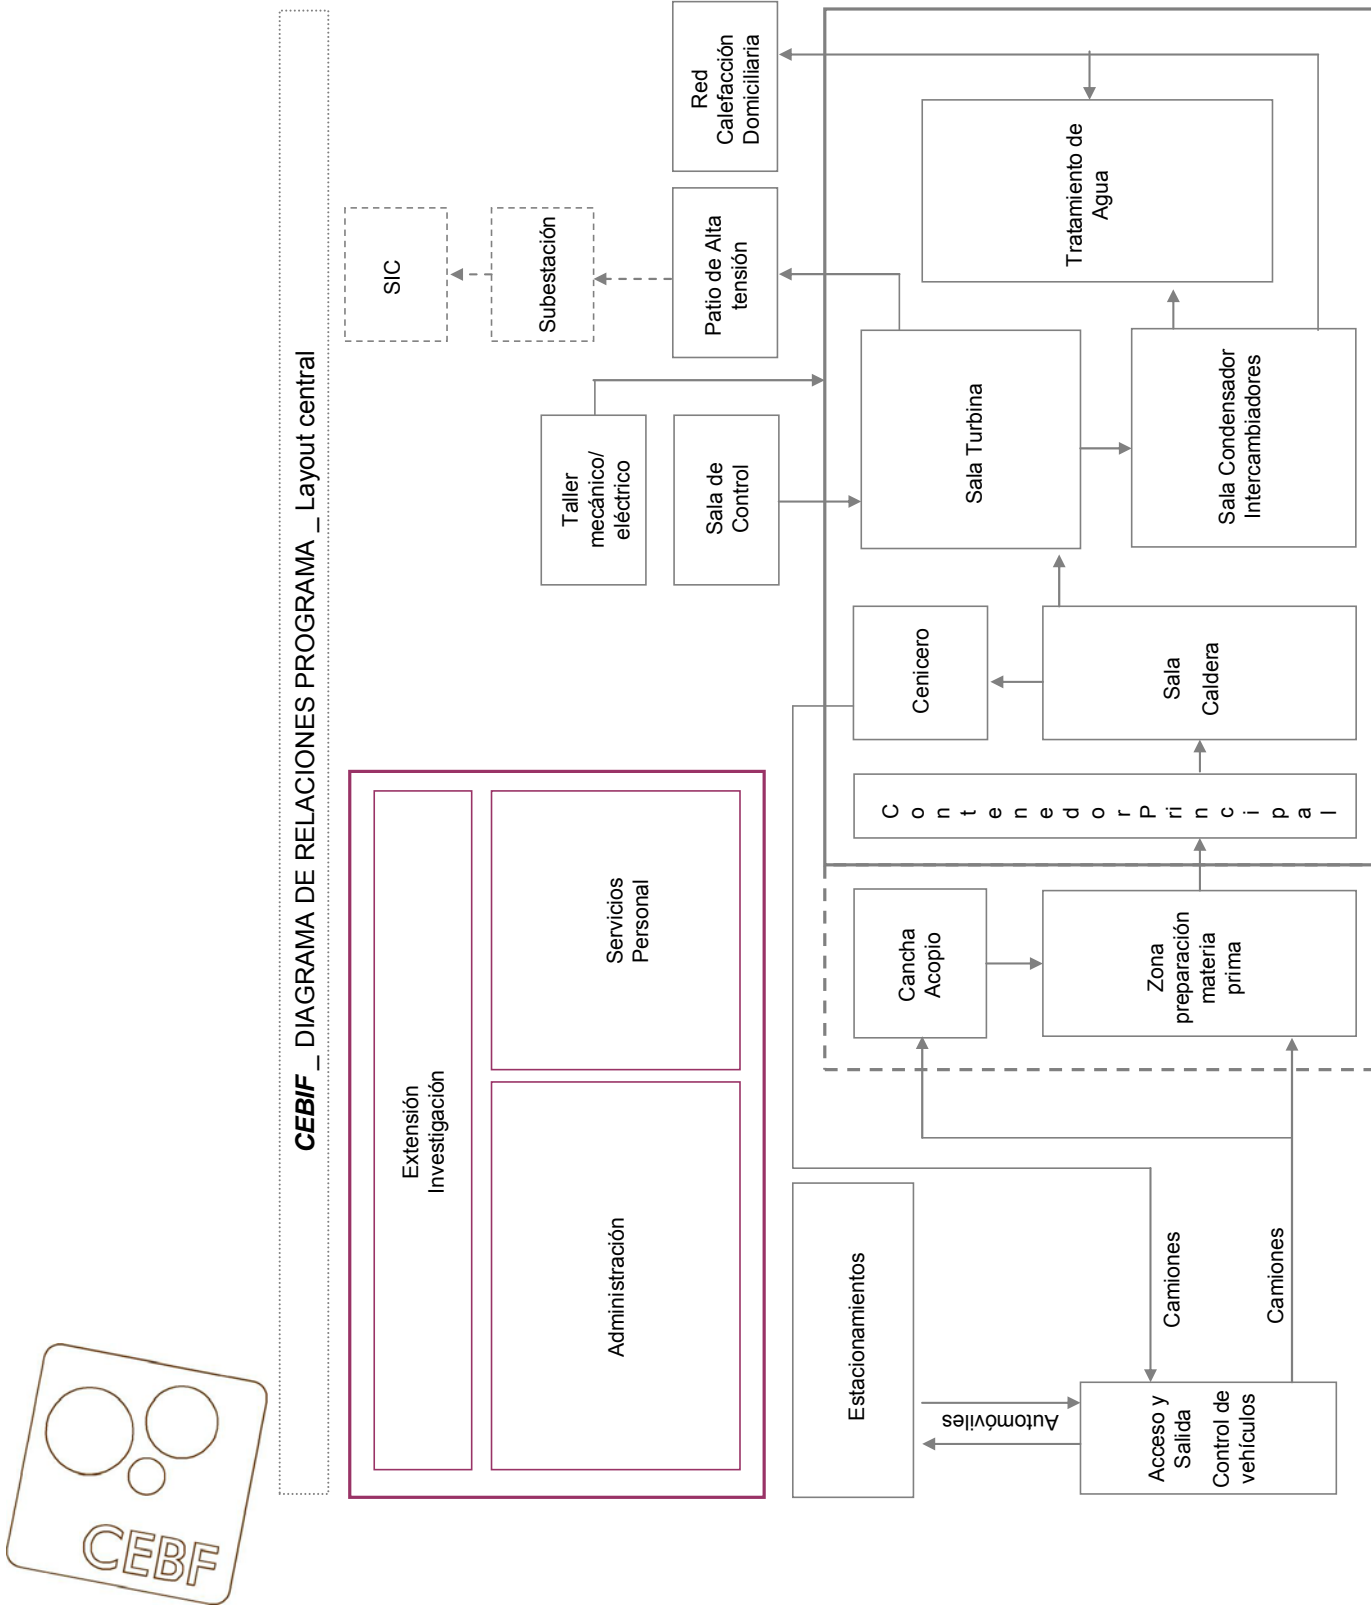 CEBF
CEBIF _ DIAGRAMA DE RELACIONES PROGRAMA _ Layout central
Extensión
Investigación
Administración
Servicios
Personal
SIC
Subestación
Patio de Alta
tensión
Red
Calefacción
Domiciliaria
Taller
mecánico/
eléctrico
Sala de
Control
Estacionamientos
Automóviles
Acceso y
Salida
Control de
vehículos
Camiones
Camiones
Cancha
Acopio
Zona
preparación
materia
prima
Contenedor Principal
Cenicero
Sala
Caldera
Sala Turbina
Sala Condensador
Intercambiadores
Tratamiento de
Agua